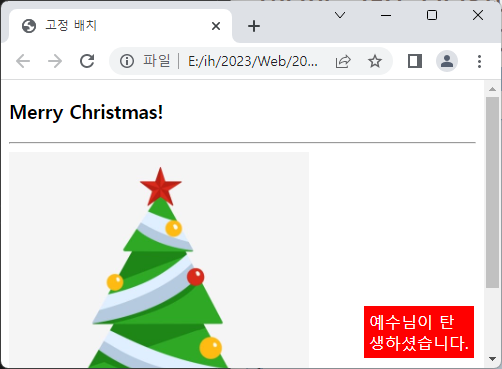 고정 배치
파일
E:/ih/2023/Web/20...
Merry Christmas!
예수님이 탄
생하셨습니다.